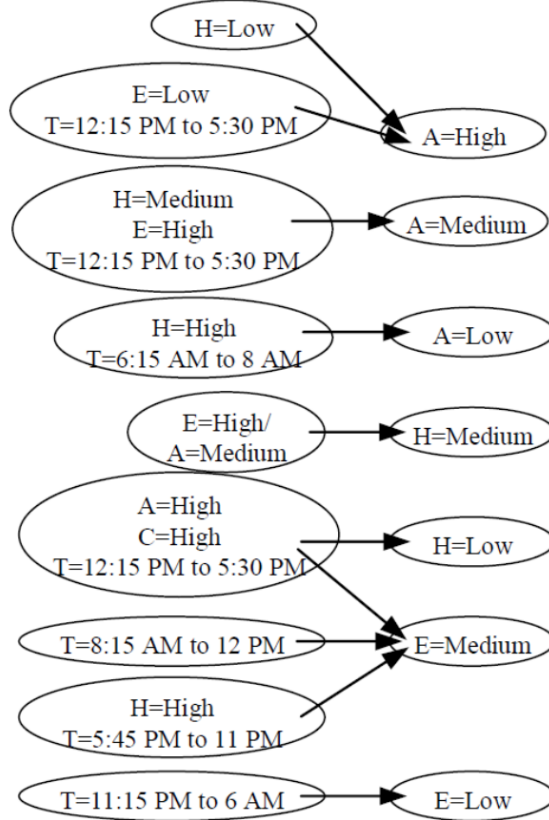 H=Low
E=Low
T=12:15 PM to 5:30 PM
A=High
H=Medium
E=High
T=12:15 PM to 5:30 PM
A=Medium
H=High
T=6:15 AM to 8 AM
A=Low
E=High/
A=Medium
H=Medium
A=High
C=High
T=12:15 PM to 5:30 PM
H=Low
T=8:15 AM to 12 PM
E=Medium
H=High
T=5:45 PM to 11 PM
T=11:15 PM to 6 AM
E=Low